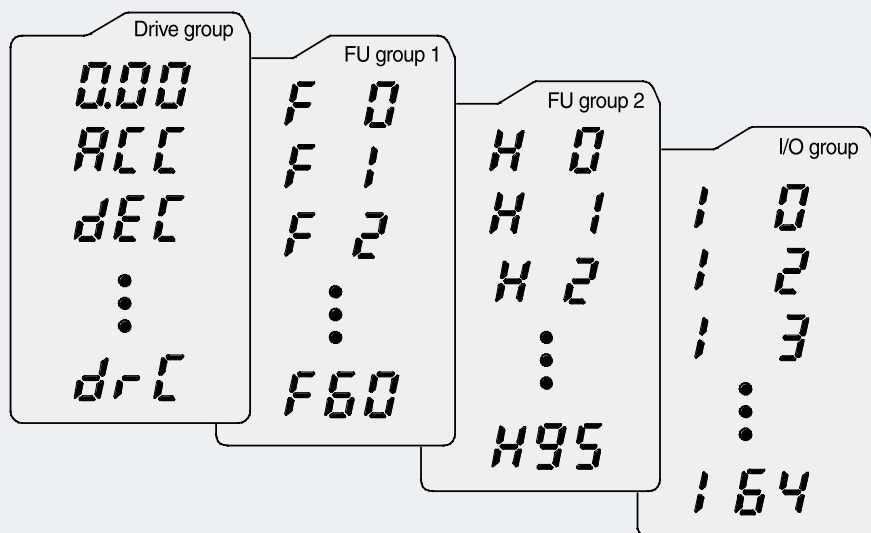 Drive group
0.00
ACC
dEC
drC
FU group 1
F 0
F 1
F 2
F60
FU group 2
H 0
H 1
H 2
H95
I/O group
I 0
I 2
I 3
I 64